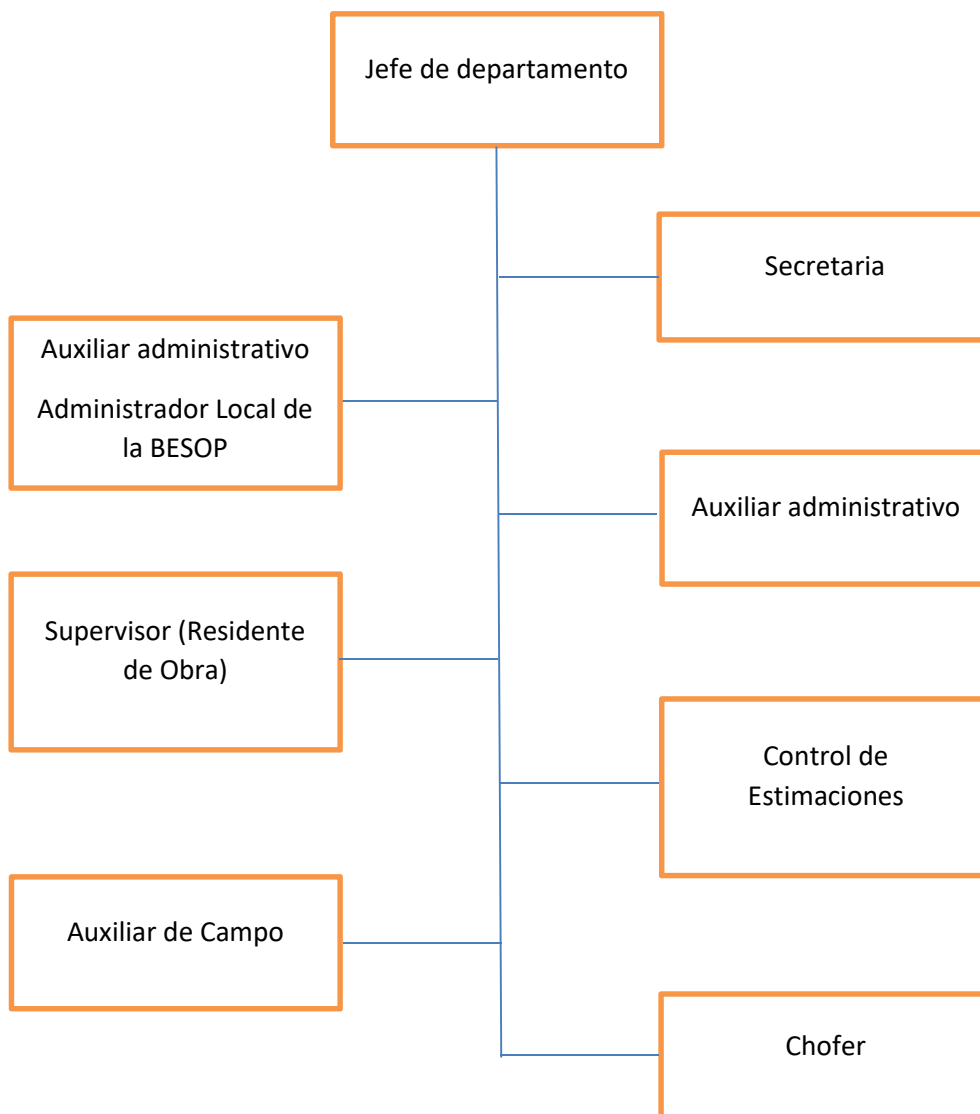 Jefe de departamento
Secretaria
Auxiliar administrativo
Administrador Local de
la BESOP
Auxiliar administrativo
Supervisor (Residente
de Obra)
Control de
Estimaciones
Auxiliar de Campo
Chofer